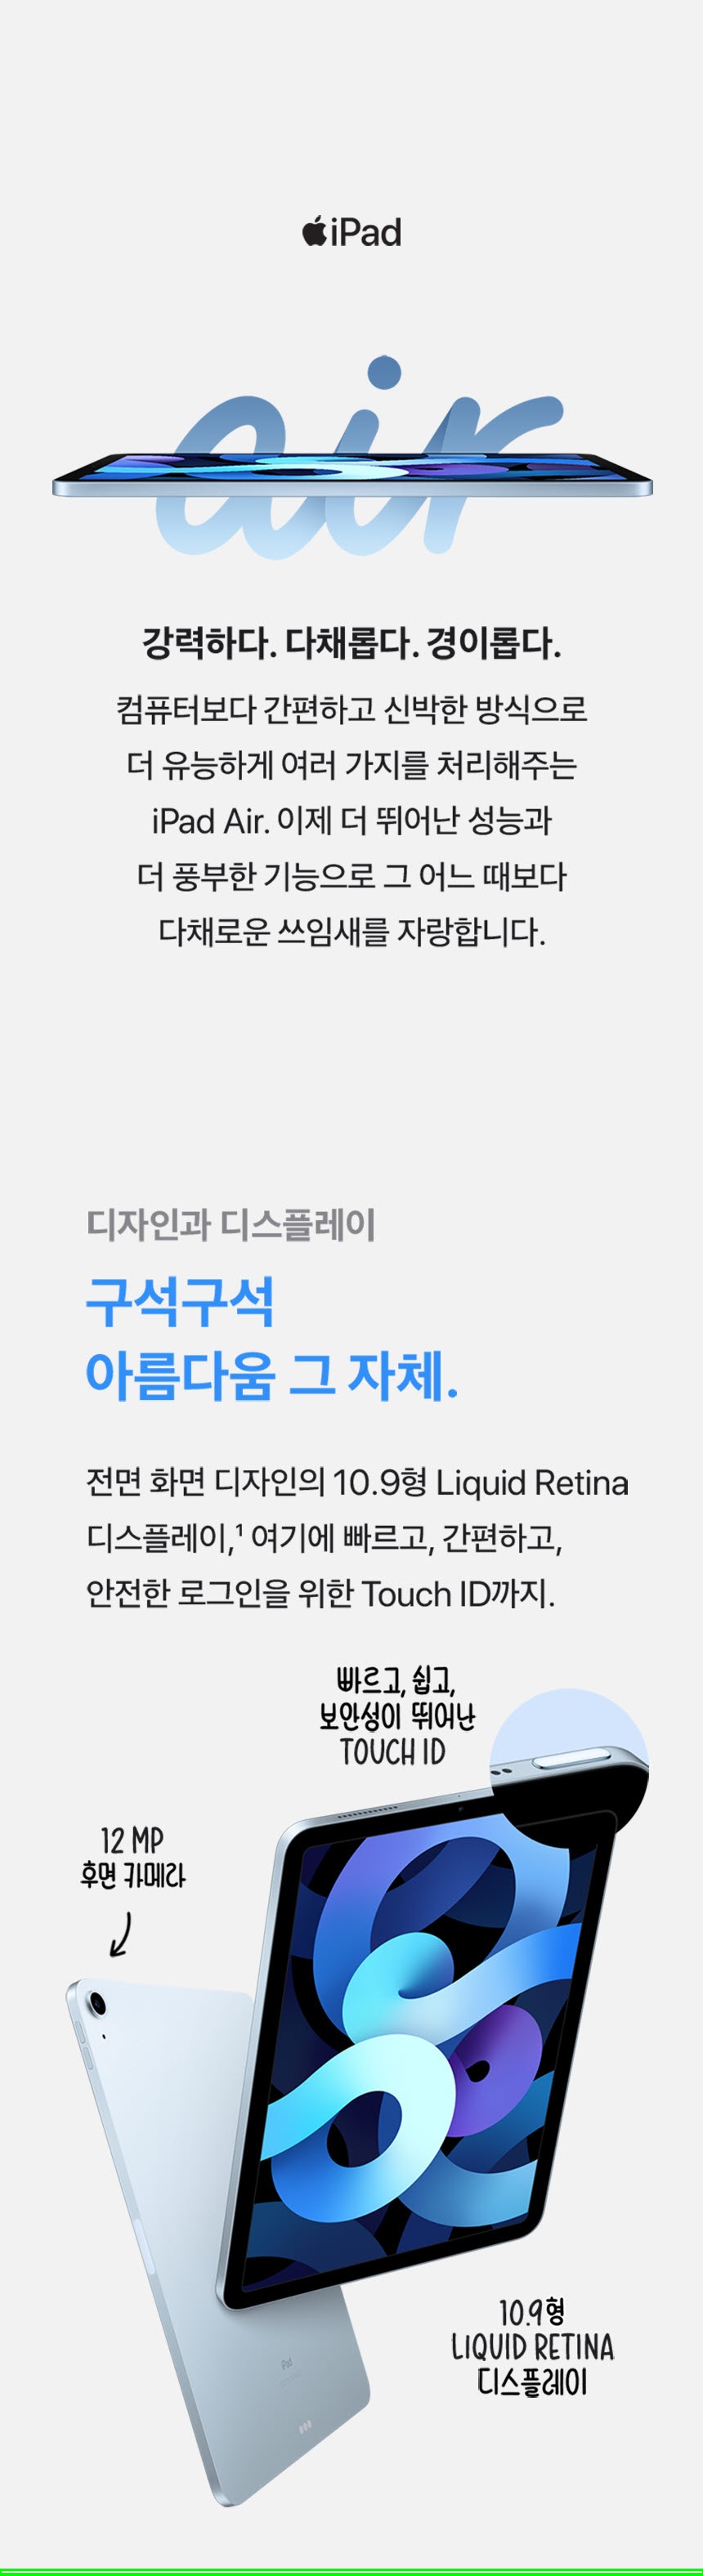 iPad
air
강력하다. 다채롭다. 경이롭다.
컴퓨터보다 간편하고 신박한 방식으로
더 유능하게 여러 가지를 처리해주는
iPad Air. 이제 더 뛰어난 성능과
더 풍부한 기능으로 그 어느 때보다
다채로운 쓰임새를 자랑합니다.
디자인과 디스플레이
구석구석
아름다움 그 자체.
전면 화면 디자인의 10.9형 Liquid Retina
디스플레이,¹ 여기에 빠르고, 간편하고,
안전한 로그인을 위한 Touch ID까지.
빠르고, 쉽고,
보안성이 뛰어난
TOUCH ID
12 MP
후면 카메라
iPad
10.9형
LIQUID RETINA
디스플레이